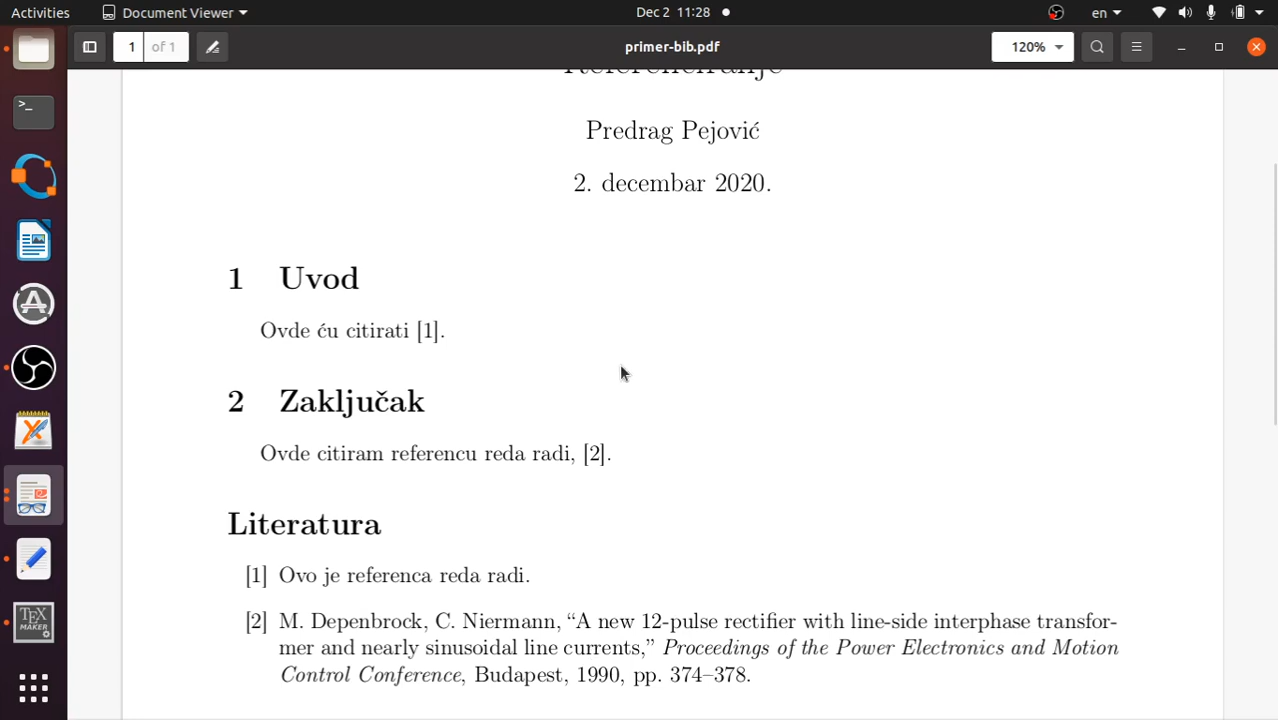 Activities
Document Viewer
Dec 2 11:28
en
1 of 1
primer-bib.pdf
120%
Referenciranje
Predrag Pejović
2. decembar 2020.
1 Uvod
Ovde ću citirati [1].
2 Zaključak
Ovde citiram referencu reda radi, [2].
Literatura
[1] Ovo je referenca reda radi.
[2] M. Depenbrock, C. Niermann, “A new 12-pulse rectifier with line-side interphase transfor-
mer and nearly sinusoidal line currents,” Proceedings of the Power Electronics and Motion
Control Conference, Budapest, 1990, pp. 374–378.
>_
TEX
MAKER